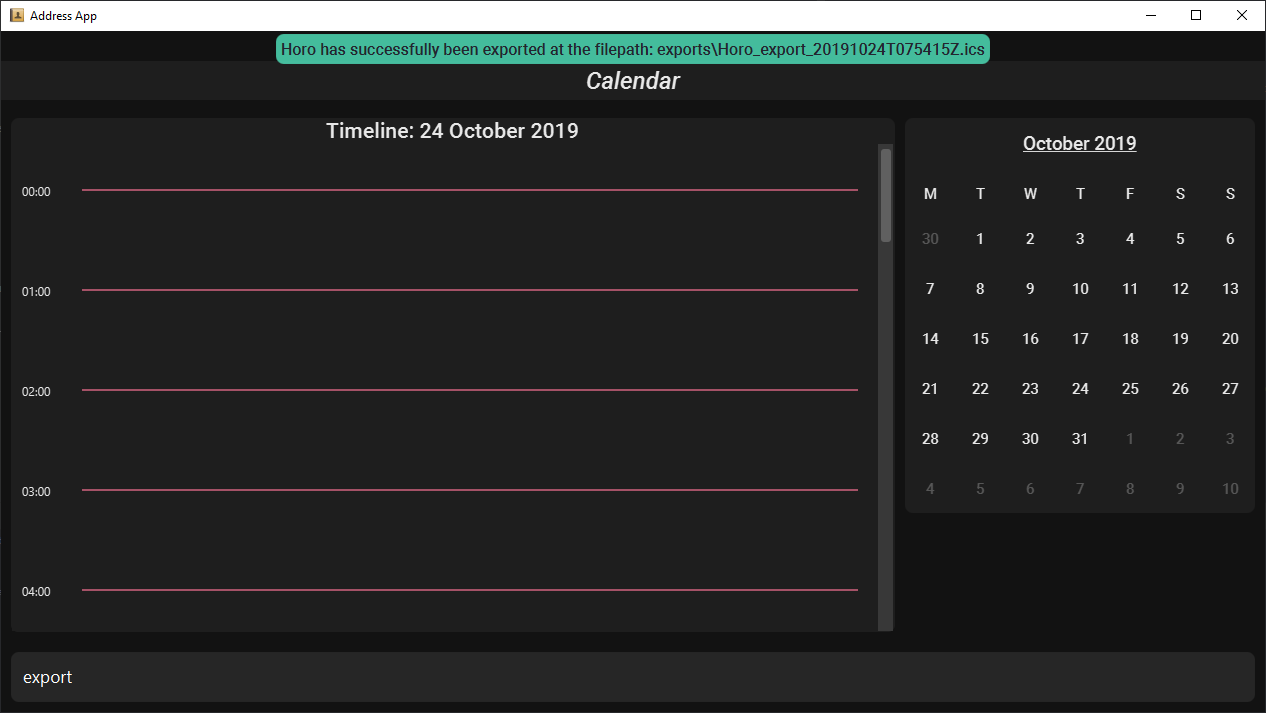 Address App
Horo has successfully been exported at the filepath: exports\Horo_export_20191024T075415Z.ics
Calendar
Timeline: 24 October 2019
00:00
01:00
02:00
03:00
04:00
October 2019
M T W T F S S
30 1 2 3 4 5 6
7 8 9 10 11 12 13
14 15 16 17 18 19 20
21 22 23 24 25 26 27
28 29 30 31 1 2 3
4 5 6 7 8 9 10
export